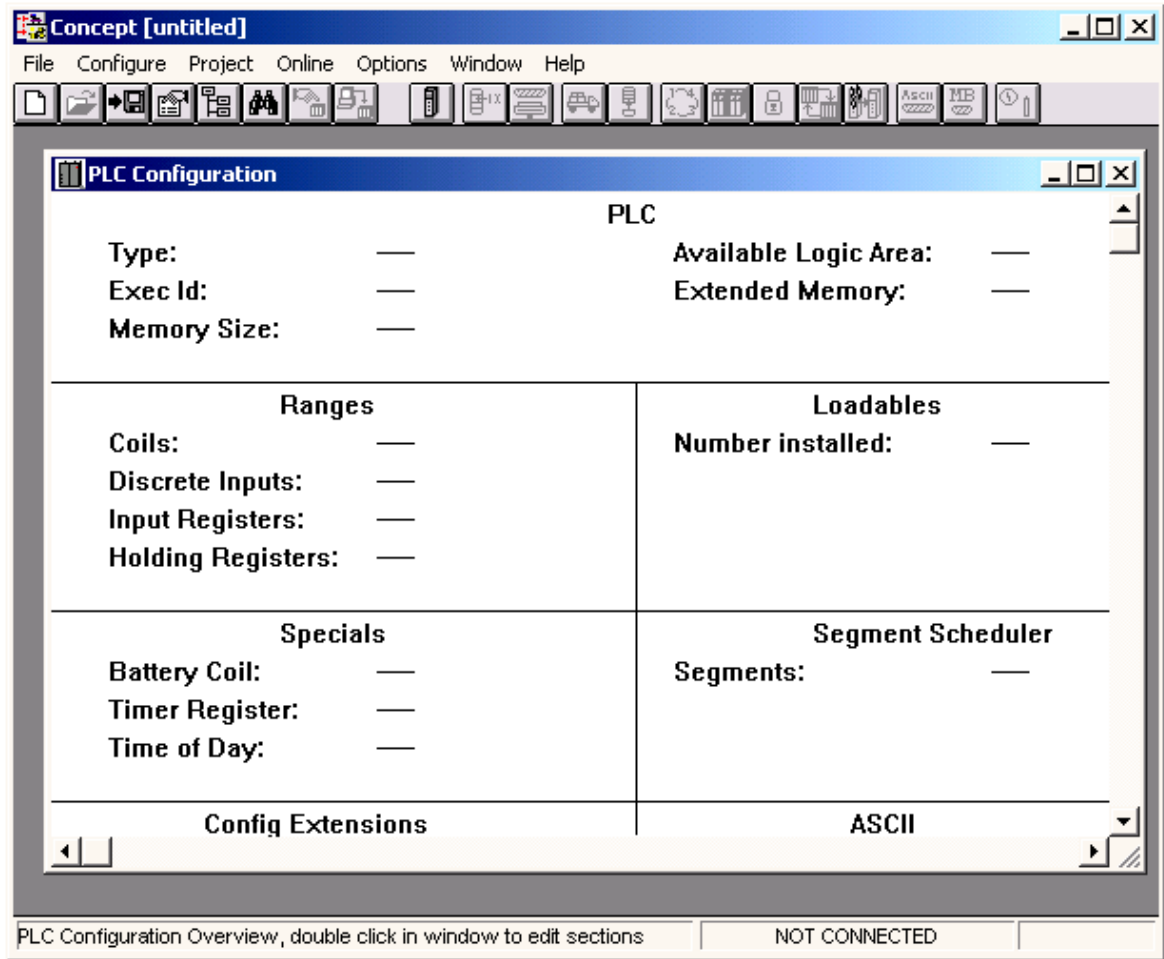 Concept [untitled]
File Configure Project Online Options Window Help
ASCII MB
PLC Configuration
PLC
Type: —
Available Logic Area: —
Exec Id: —
Extended Memory: —
Memory Size: —
Ranges
Coils: —
Discrete Inputs: —
Input Registers: —
Holding Registers: —
Loadables
Number installed: —
Specials
Battery Coil: —
Timer Register: —
Time of Day: —
Segment Scheduler
Segments: —
Config Extensions
ASCII
PLC Configuration Overview, double click in window to edit sections
NOT CONNECTED